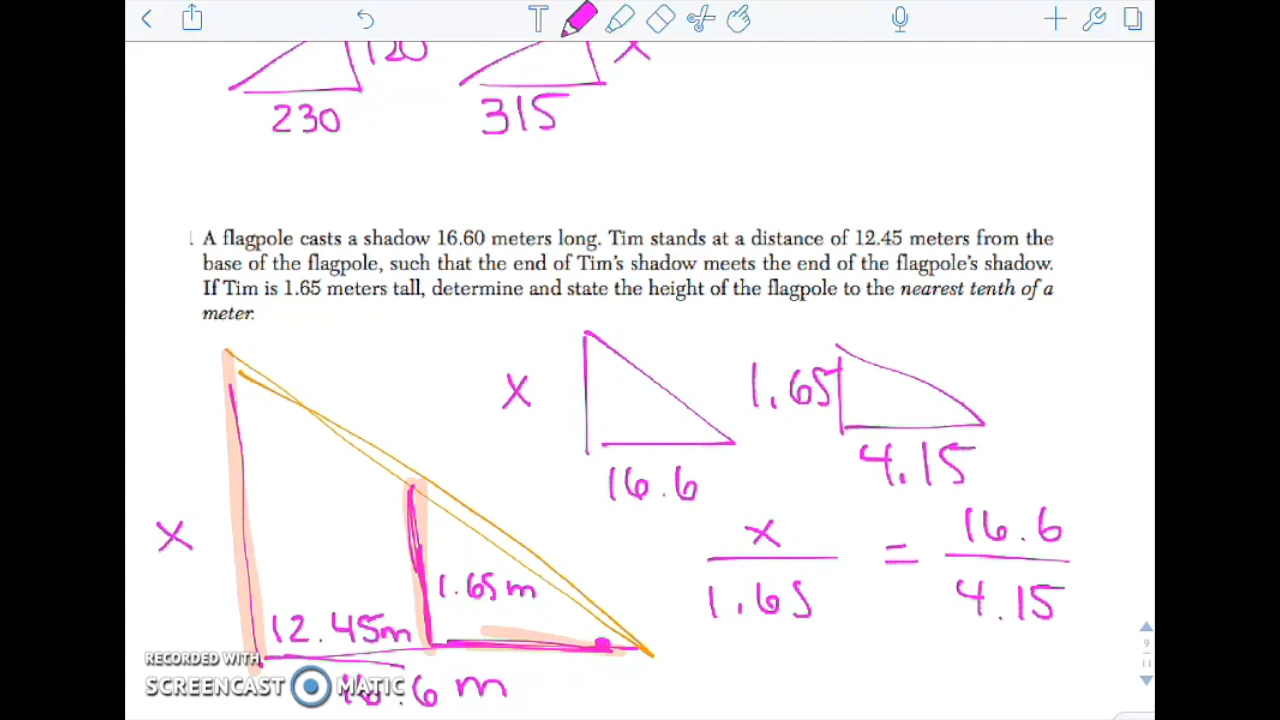 120 x
230 315
A flagpole casts a shadow 16.60 meters long. Tim stands at a distance of 12.45 meters from the
base of the flagpole, such that the end of Tim's shadow meets the end of the flagpole's shadow.
If Tim is 1.65 meters tall, determine and state the height of the flagpole to the nearest tenth of a
meter.
x 1.65
16.6 4.15
x 1.65m
x/1.65 = 16.6/4.15
12.45m
16.6 m
RECORDED WITH
SCREENCAST MATIC
9
11